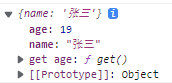 ▼ {name: '张三'} i
age: 19
name: "张三"
▶ get age: ƒ get()
▶ [[Prototype]]: Object